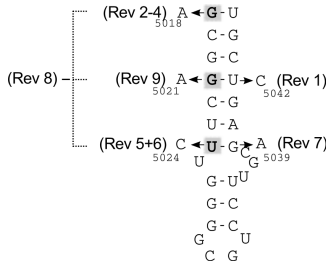 (Rev 2-4) A G - U
5018
C - G
G - C
(Rev 8) (Rev 9) A G - U C (Rev 1)
5021 5042
C - G
U - A
(Rev 5+6) C U - G A (Rev 7)
5024 5039
C
U G
G - U U
G - C
G - C
G U
C G